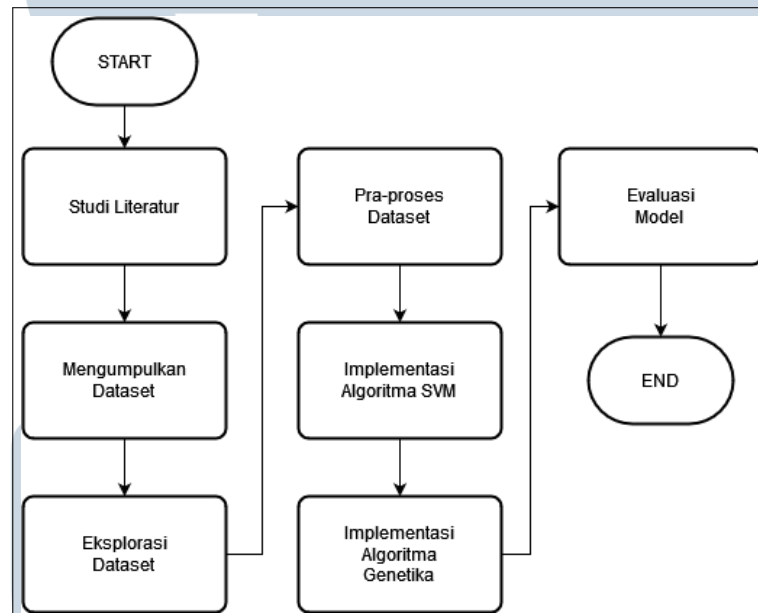 START
Studi Literatur
Mengumpulkan
Dataset
Eksplorasi
Dataset
Pra-proses
Dataset
Implementasi
Algoritma SVM
Implementasi
Algoritma
Genetika
Evaluasi
Model
END